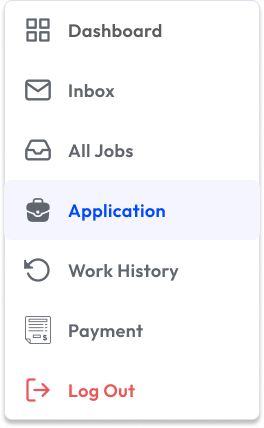 Dashboard
Inbox
All Jobs
Application
Work History
Payment
Log Out